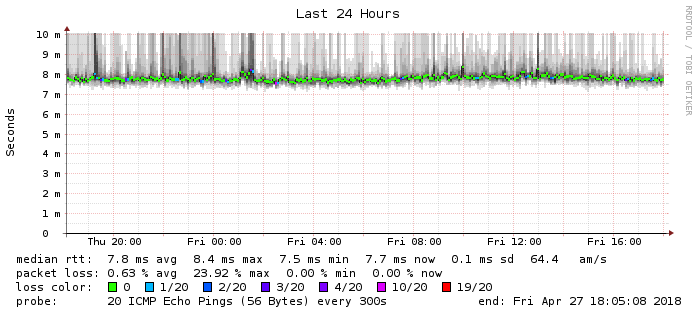 Last 24 Hours
RRDTOOL / TOBI OETIKER
Seconds
10 m
9 m
8 m
7 m
6 m
5 m
4 m
3 m
2 m
1 m
0
Thu 20:00 Fri 00:00 Fri 04:00 Fri 08:00 Fri 12:00 Fri 16:00
median rtt: 7.8 ms avg 8.4 ms max 7.5 ms min 7.7 ms now 0.1 ms sd 64.4 am/s
packet loss: 0.63 % avg 23.92 % max 0.00 % min 0.00 % now
loss color: 0 1/20 2/20 3/20 4/20 10/20 19/20
probe: 20 ICMP Echo Pings (56 Bytes) every 300s end: Fri Apr 27 18:05:08 2018